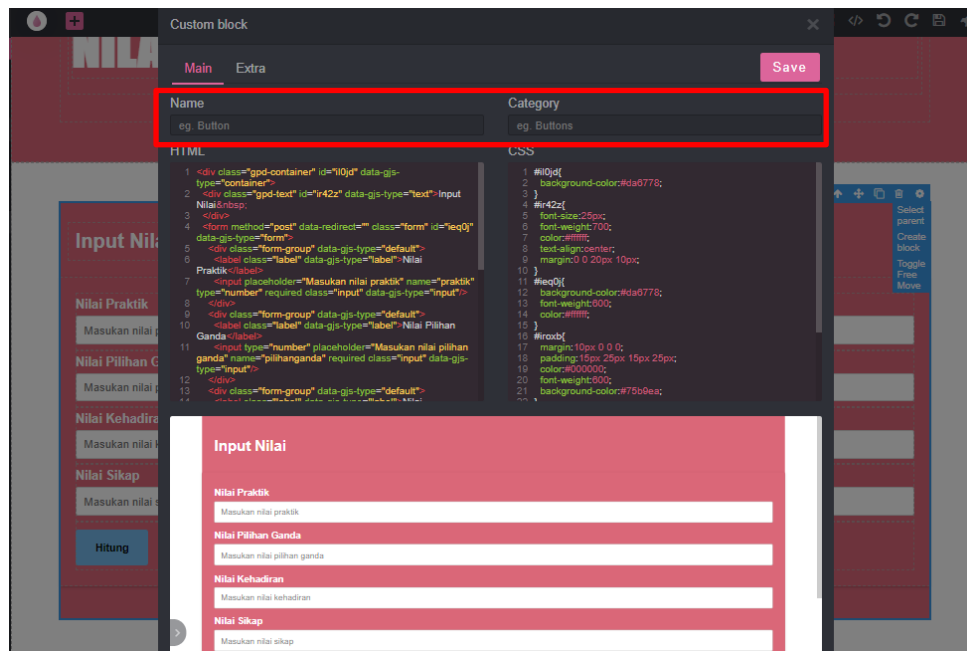 Custom block
NILA
Main Extra
Save
Name
Category
eg. Button
eg. Buttons
HTML
CSS
1 <div class="gpd-container" id="il0jd" data-gjs-
type="container">
2 <div class="gpd-text" id="ir42z" data-gjs-type="text">Input
Nilai&nbsp;
3 </div>
4 <form method="post" data-redirect="" class="form" id="ieq0j"
data-gjs-type="form">
5 <div class="form-group" data-gjs-type="default">
6 <label class="label" data-gjs-type="label">Nilai
Praktik</label>
7 <input placeholder="Masukan nilai praktik" name="praktik"
type="number" required class="input" data-gjs-type="input"/>
8 </div>
9 <div class="form-group" data-gjs-type="default">
10 <label class="label" data-gjs-type="label">Nilai Pilihan
Ganda</label>
11 <input type="number" placeholder="Masukan nilai pilihan
ganda" name="pilihanganda" required class="input" data-gjs-
type="input"/>
12 </div>
13 <div class="form-group" data-gjs-type="default">
1 #il0jd{
2 background-color:#da6778;
3 }
4 #ir42z{
5 font-size:25px;
6 font-weight:700;
7 color:#ffffff;
8 text-align:center;
9 margin:0 0 20px 10px;
10 }
11 #ieq0j{
12 background-color:#da6778;
13 font-weight:600;
14 color:#ffffff;
15 }
16 #iroxb{
17 margin:10px 0 0 0;
18 padding:15px 25px 15px 25px;
19 color:#000000;
20 font-weight:600;
21 background-color:#75b9ea;
Select
parent
Create
block
Toggle
Free
Move
Input Nila
Nilai Praktik
Masukan nilai p
Nilai Pilihan G
Masukan nilai p
Nilai Kehadira
Masukan nilai k
Nilai Sikap
Masukan nilai s
Hitung
Input Nilai
Nilai Praktik
Masukan nilai praktik
Nilai Pilihan Ganda
Masukan nilai pilihan ganda
Nilai Kehadiran
Masukan nilai kehadiran
Nilai Sikap
Masukan nilai sikap